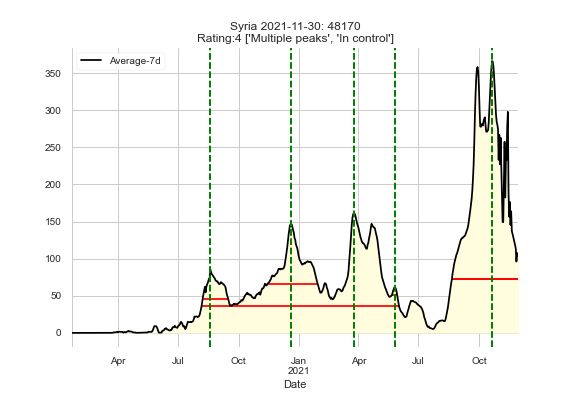 Syria 2021-11-30: 48170
Rating:4 ['Multiple peaks', 'In control']
Average-7d
350
300
250
200
150
100
50
0
Apr
Jul
Oct
Jan
2021
Apr
Jul
Oct
Date